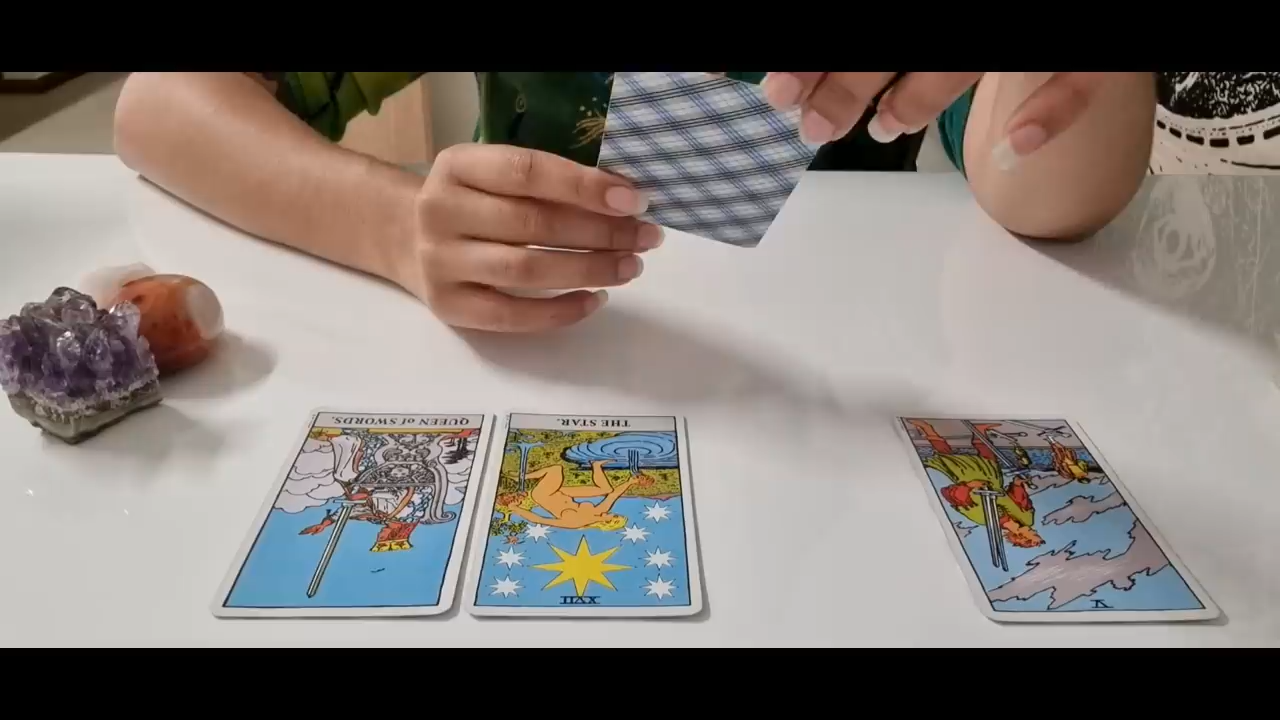 QUEEN of SWORDS.
THE STAR.
XVII
V